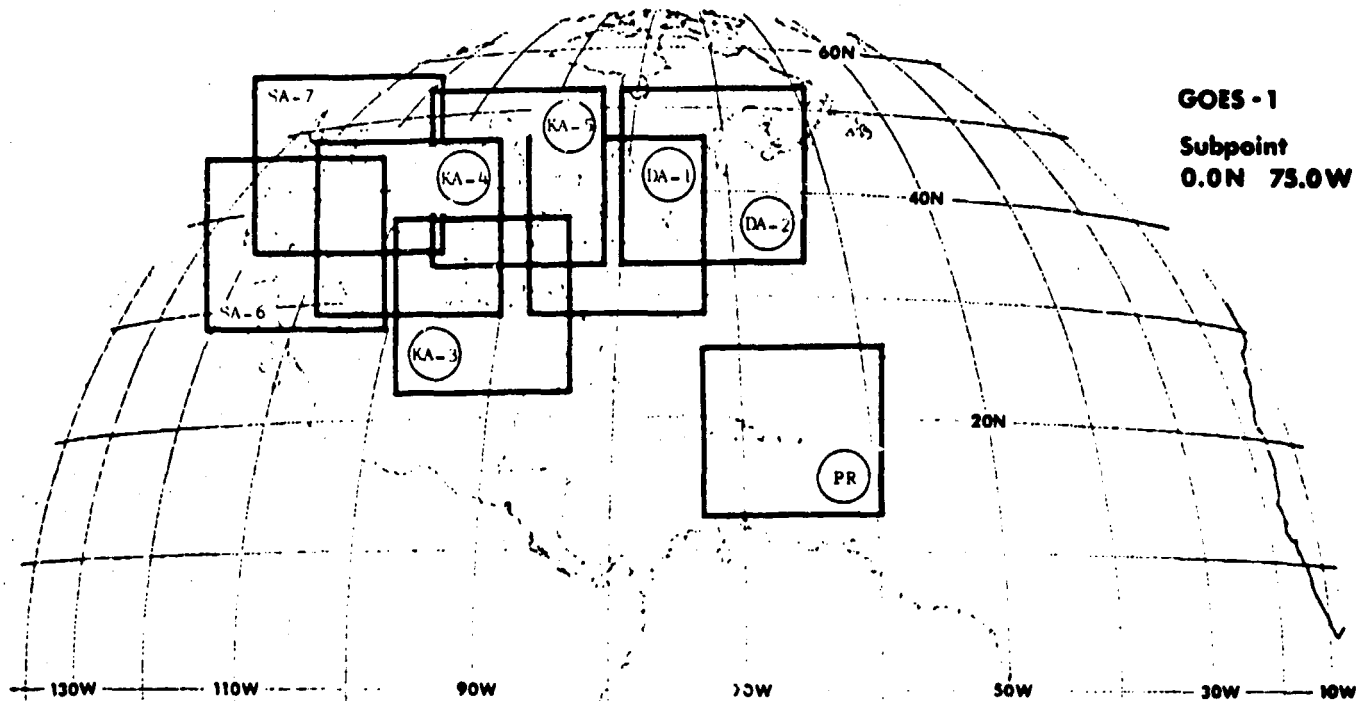 60N
GOES - 1
Subpoint
0.0N 75.0W
SA-7
KA-5
KA-4
DA-1
DA-2
40N
SA-6
KA-3
20N
PR
130W 110W 90W 70W 50W 30W 10W